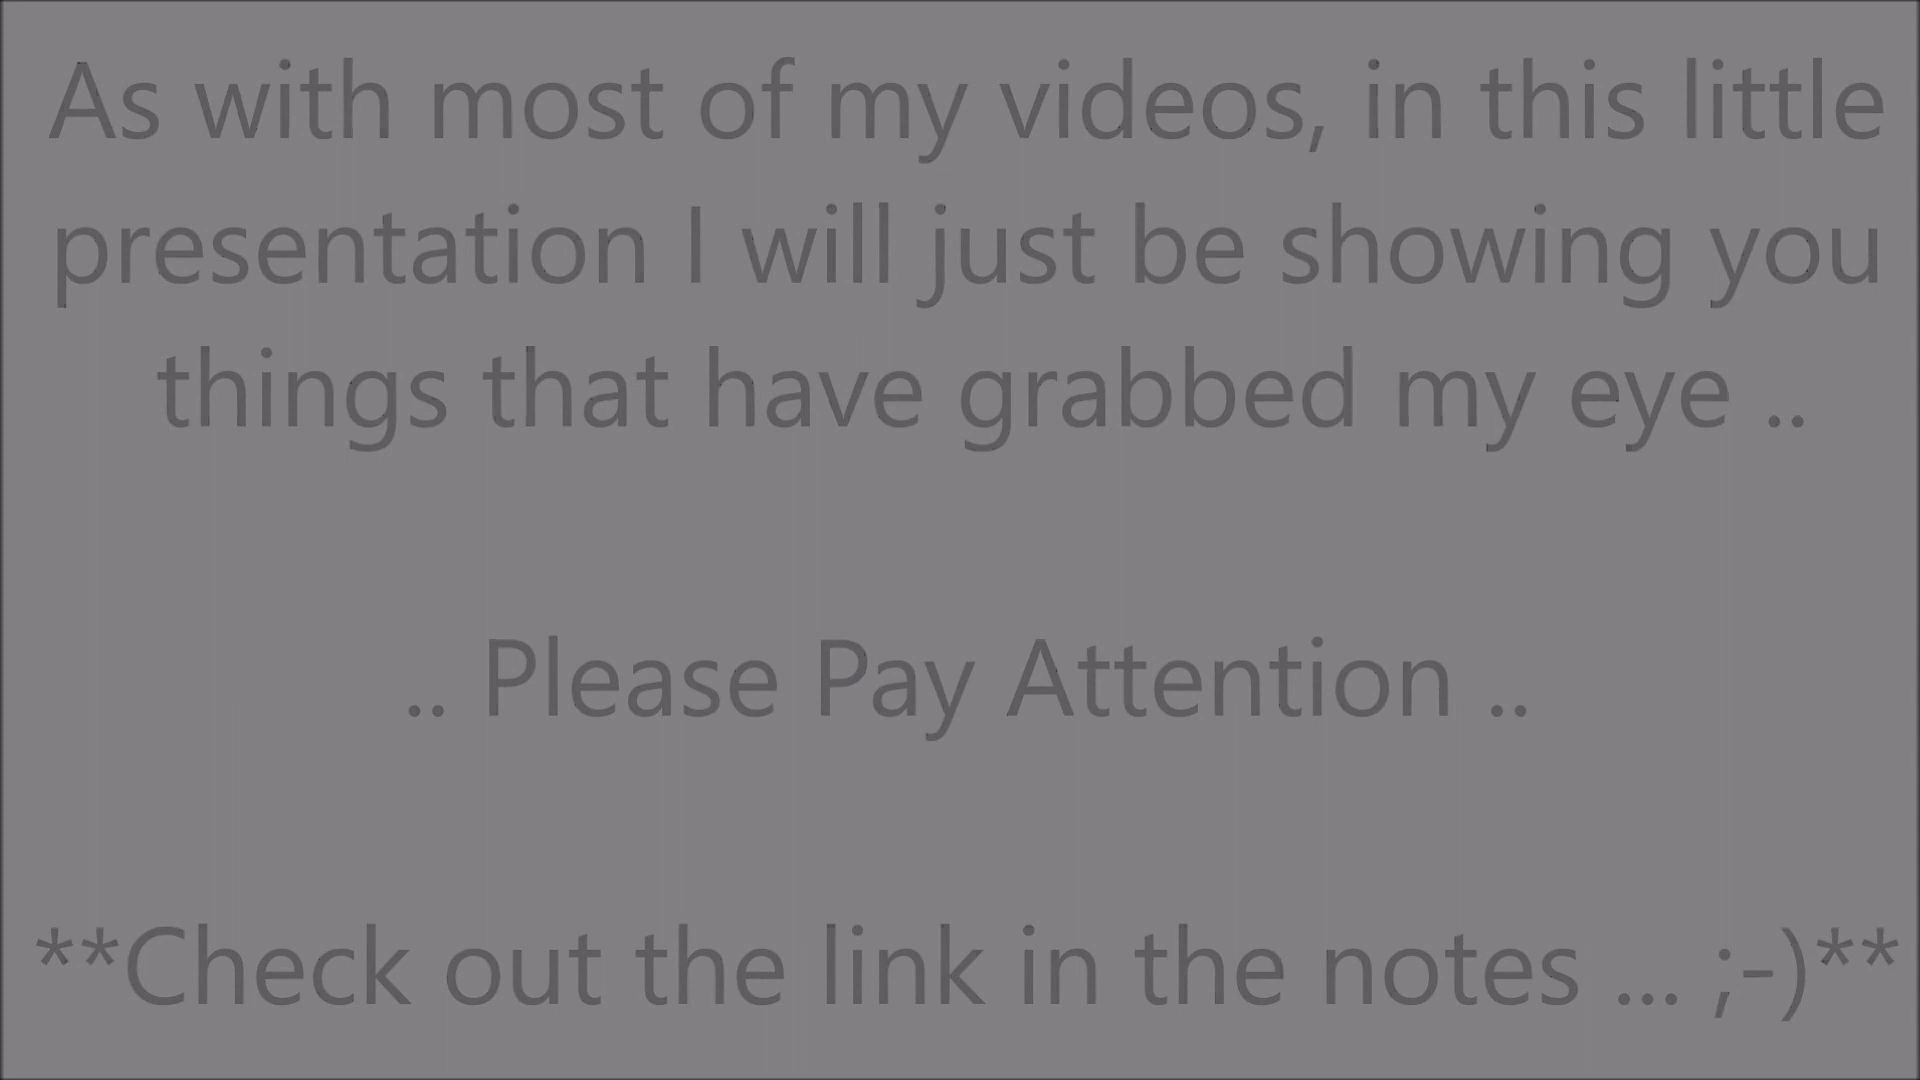 As with most of my videos, in this little
presentation I will just be showing you
things that have grabbed my eye ..
.. Please Pay Attention ..
**Check out the link in the notes ... ;-)**